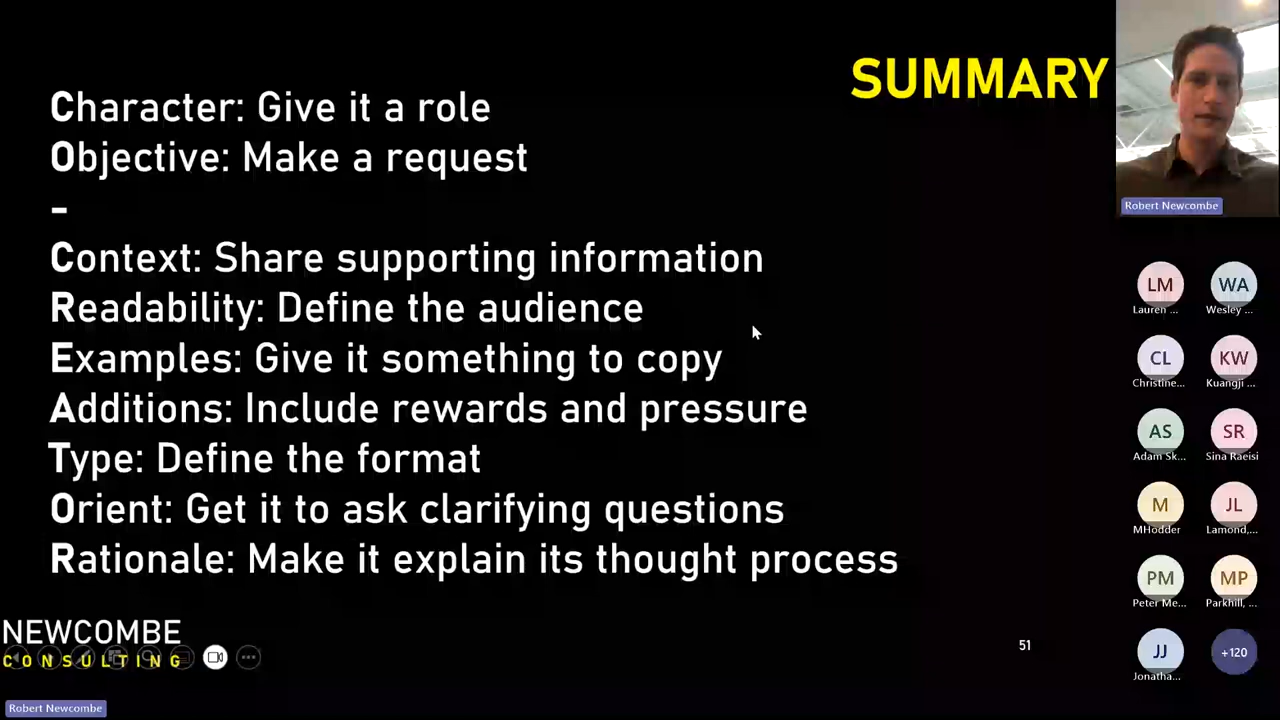 SUMMARY
Character: Give it a role
Objective: Make a request
-
Context: Share supporting information
Readability: Define the audience
Examples: Give it something to copy
Additions: Include rewards and pressure
Type: Define the format
Orient: Get it to ask clarifying questions
Rationale: Make it explain its thought process
NEWCOMBE
CONSULTING
51
Robert Newcombe
Robert Newcombe
LM WA
Lauren ... Wesley ...
CL KW
Christine... Kuangji ...
AS SR
Adam Sk... Sina Raeisi
M JL
MHodder Lamond,...
PM MP
Peter Me... Parkhill, ...
JJ +120
Jonatha...